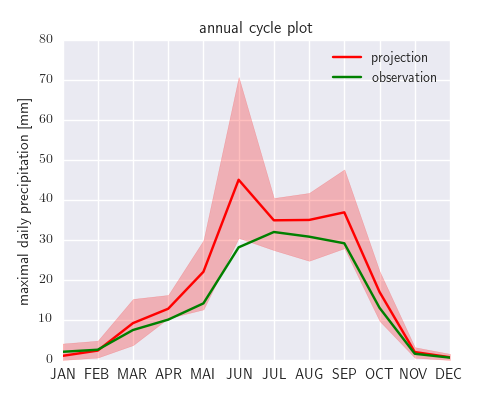 annual cycle plot
80
70
60
50
40
30
20
10
0
maximal daily precipitation [mm]
projection
observation
JAN FEB MAR APR MAI JUN JUL AUG SEP OCT NOV DEC